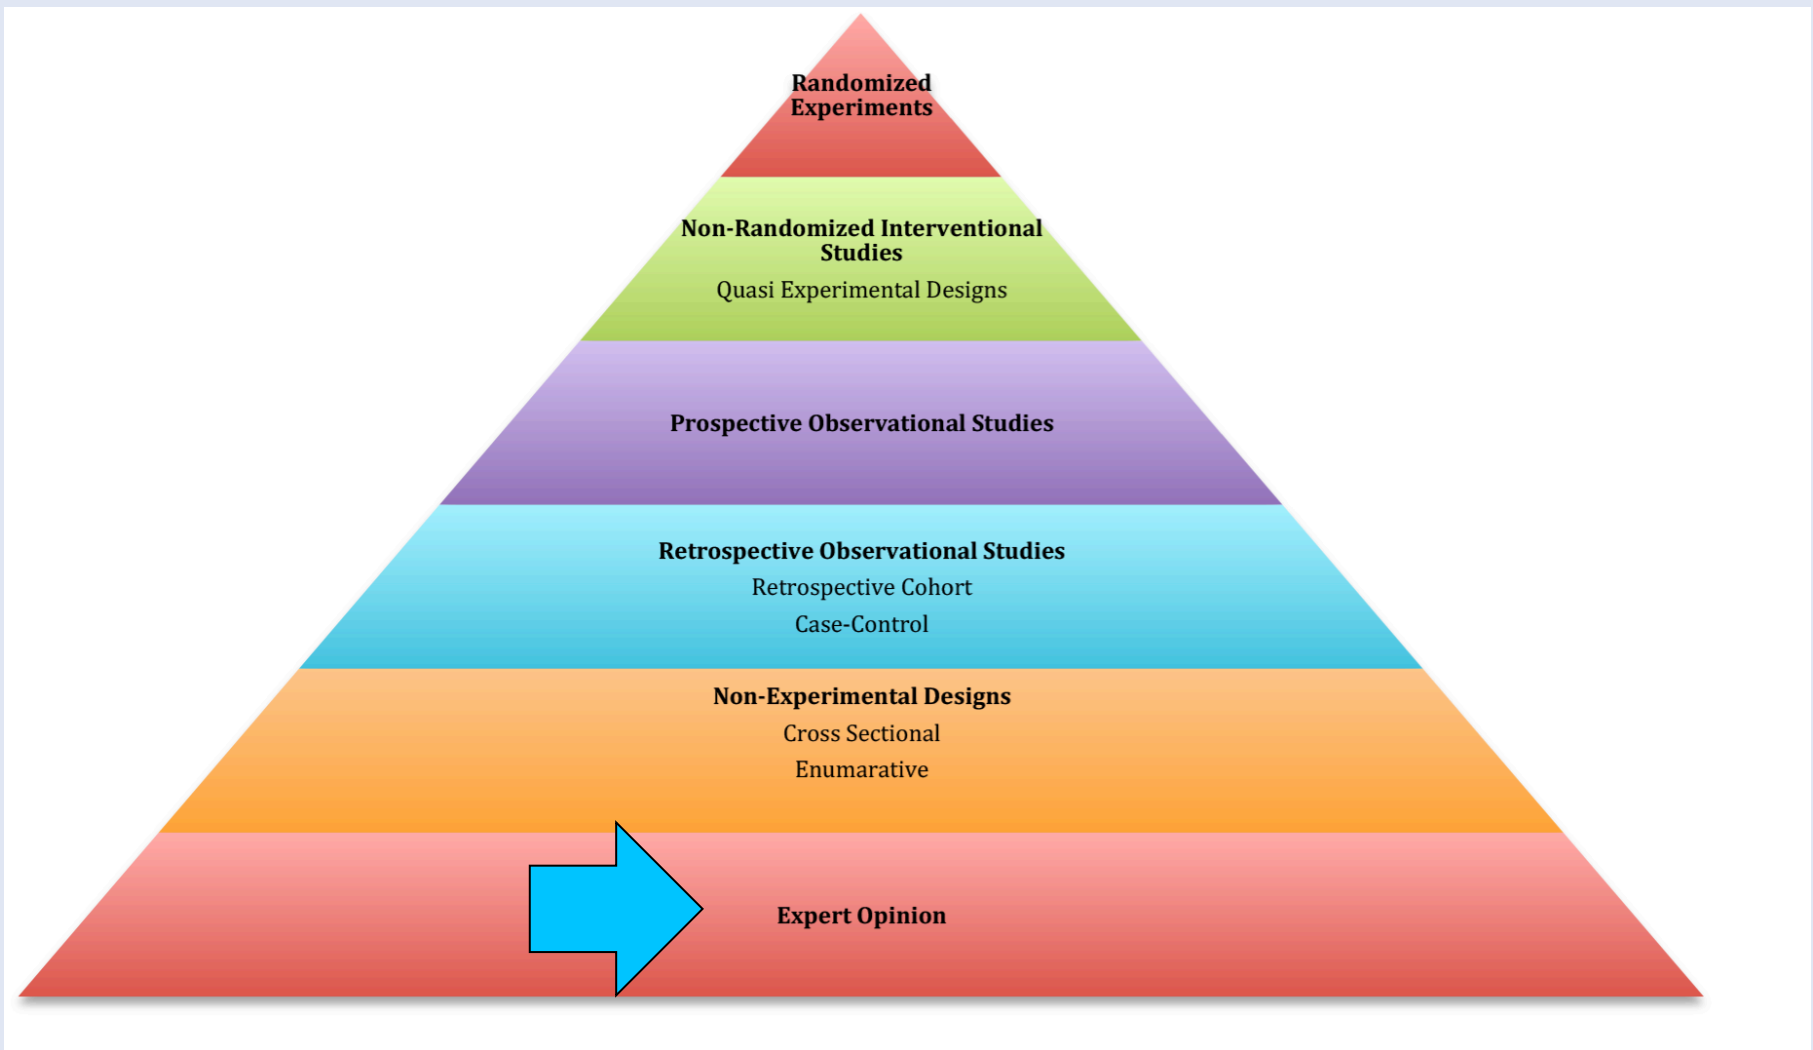 Randomized
Experiments
Non-Randomized Interventional
Studies
Quasi Experimental Designs
Prospective Observational Studies
Retrospective Observational Studies
Retrospective Cohort
Case-Control
Non-Experimental Designs
Cross Sectional
Enumarative
Expert Opinion